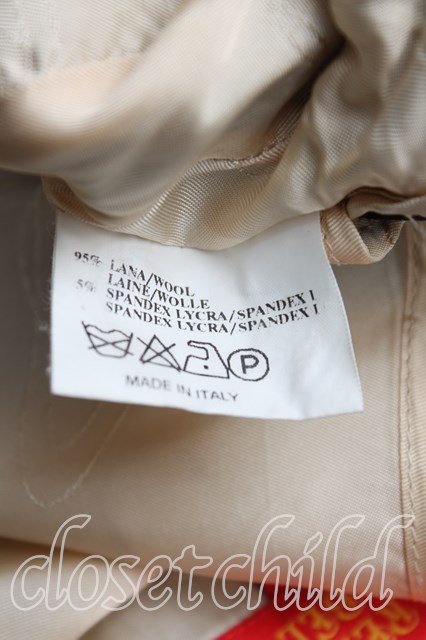 95% LANA/WOOL
LAINE/WOLLE
5% SPANDEX LYCRA/SPANDEX L
SPANDEX LYCRA/SPANDEX L
P
MADE IN ITALY
closetchild